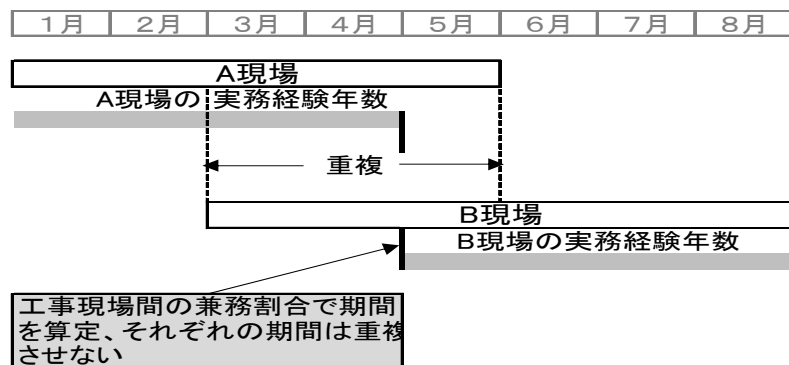 1月 2月 3月 4月 5月 6月 7月 8月
A現場
A現場の実務経験年数
重複
B現場
B現場の実務経験年数
工事現場間の兼務割合で期間
を算定、それぞれの期間は重複
させない